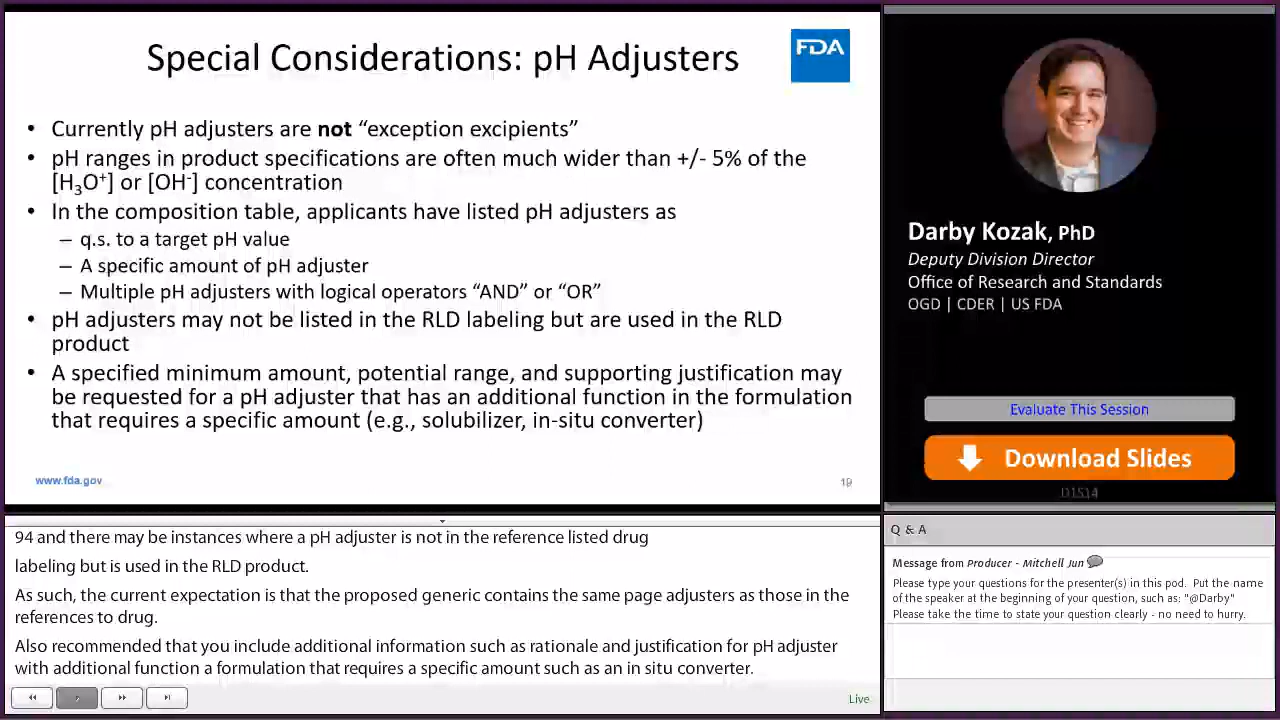 Special Considerations: pH Adjusters
FDA
• Currently pH adjusters are not “exception excipients”
• pH ranges in product specifications are often much wider than +/- 5% of the
[H₃O⁺] or [OH⁻] concentration
• In the composition table, applicants have listed pH adjusters as
– q.s. to a target pH value
– A specific amount of pH adjuster
– Multiple pH adjusters with logical operators “AND” or “OR”
• pH adjusters may not be listed in the RLD labeling but are used in the RLD
product
• A specified minimum amount, potential range, and supporting justification may
be requested for a pH adjuster that has an additional function in the formulation
that requires a specific amount (e.g., solubilizer, in-situ converter)
www.fda.gov
19
Darby Kozak, PhD
Deputy Division Director
Office of Research and Standards
OGD | CDER | US FDA
Evaluate This Session
Download Slides
D1S14
94 and there may be instances where a pH adjuster is not in the reference listed drug
labeling but is used in the RLD product.
As such, the current expectation is that the proposed generic contains the same page adjusters as those in the
references to drug.
Also recommended that you include additional information such as rationale and justification for pH adjuster
with additional function a formulation that requires a specific amount such as an in situ converter.
Live
Q & A
Message from Producer - Mitchell Jun
Please type your questions for the presenter(s) in this pod. Put the name
of the speaker at the beginning of your question, such as: "@Darby"
Please take the time to state your question clearly - no need to hurry.